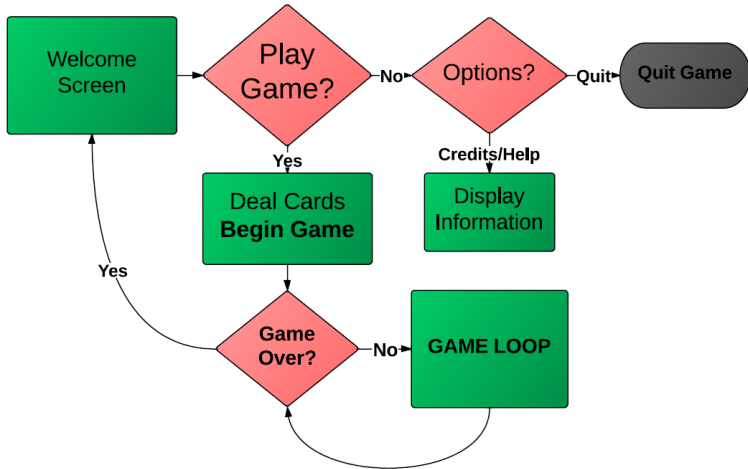 Welcome
Screen
Play
Game?
No
Options?
Quit
Quit Game
Yes
Credits/Help
Deal Cards
Begin Game
Display
Information
Yes
Game
Over?
No
GAME LOOP